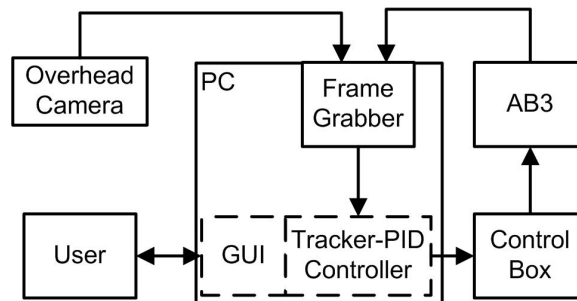 Overhead
Camera
PC
Frame
Grabber
AB3
User
GUI
Tracker-PID
Controller
Control
Box